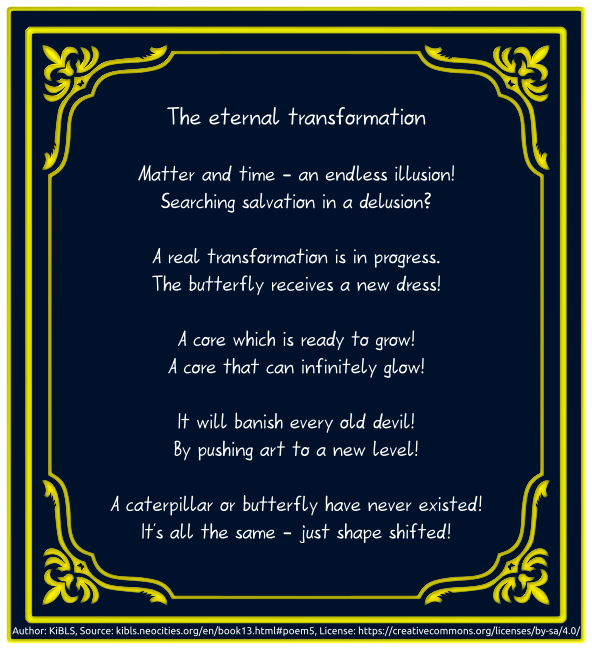 The eternal transformation
Matter and time – an endless illusion!
Searching salvation in a delusion?
A real transformation is in progress.
The butterfly receives a new dress!
A core which is ready to grow!
A core that can infinitely glow!
It will banish every old devil!
By pushing art to a new level!
A caterpillar or butterfly have never existed!
It's all the same – just shape shifted!
Author: KiBLS, Source: kibls.neocities.org/en/book13.html#poem5, License: https://creativecommons.org/licenses/by-sa/4.0/